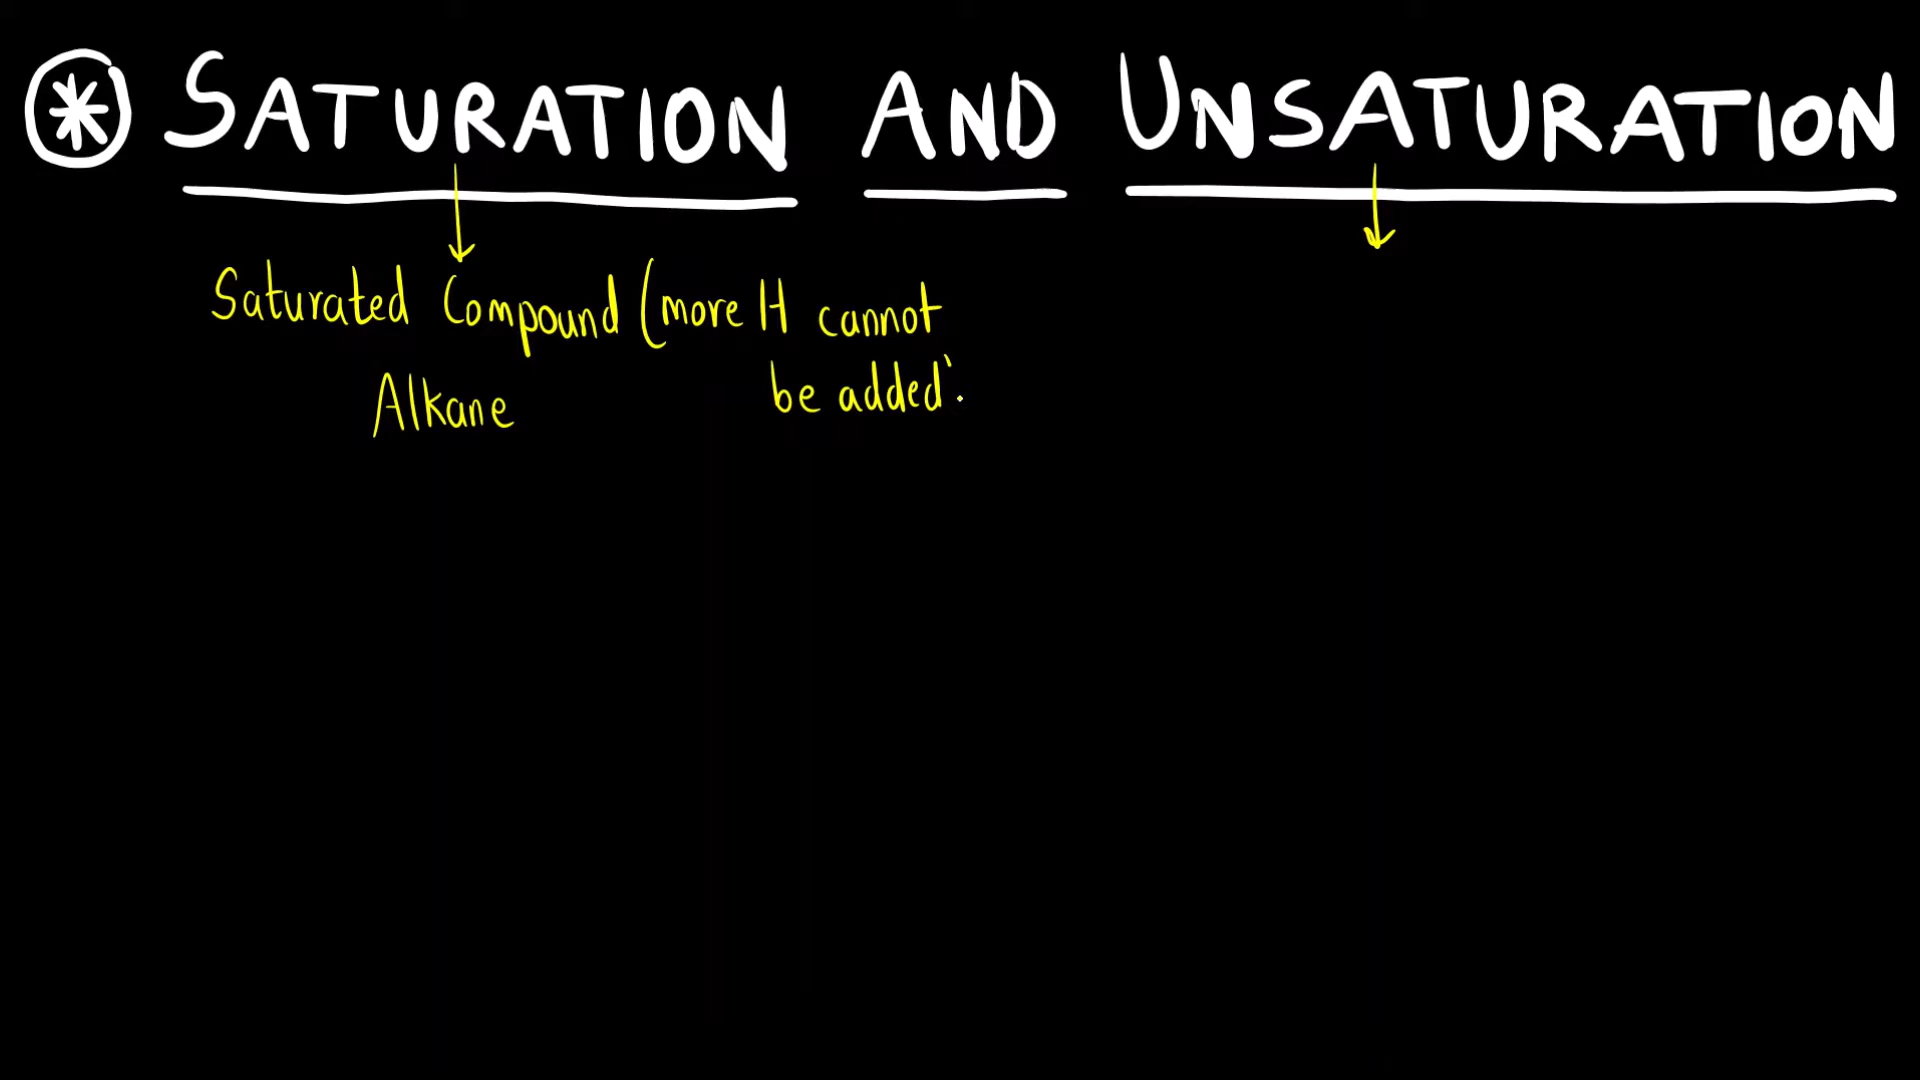 SATURATION AND UNSATURATION
Saturated Compound (more H cannot
be added
Alkane